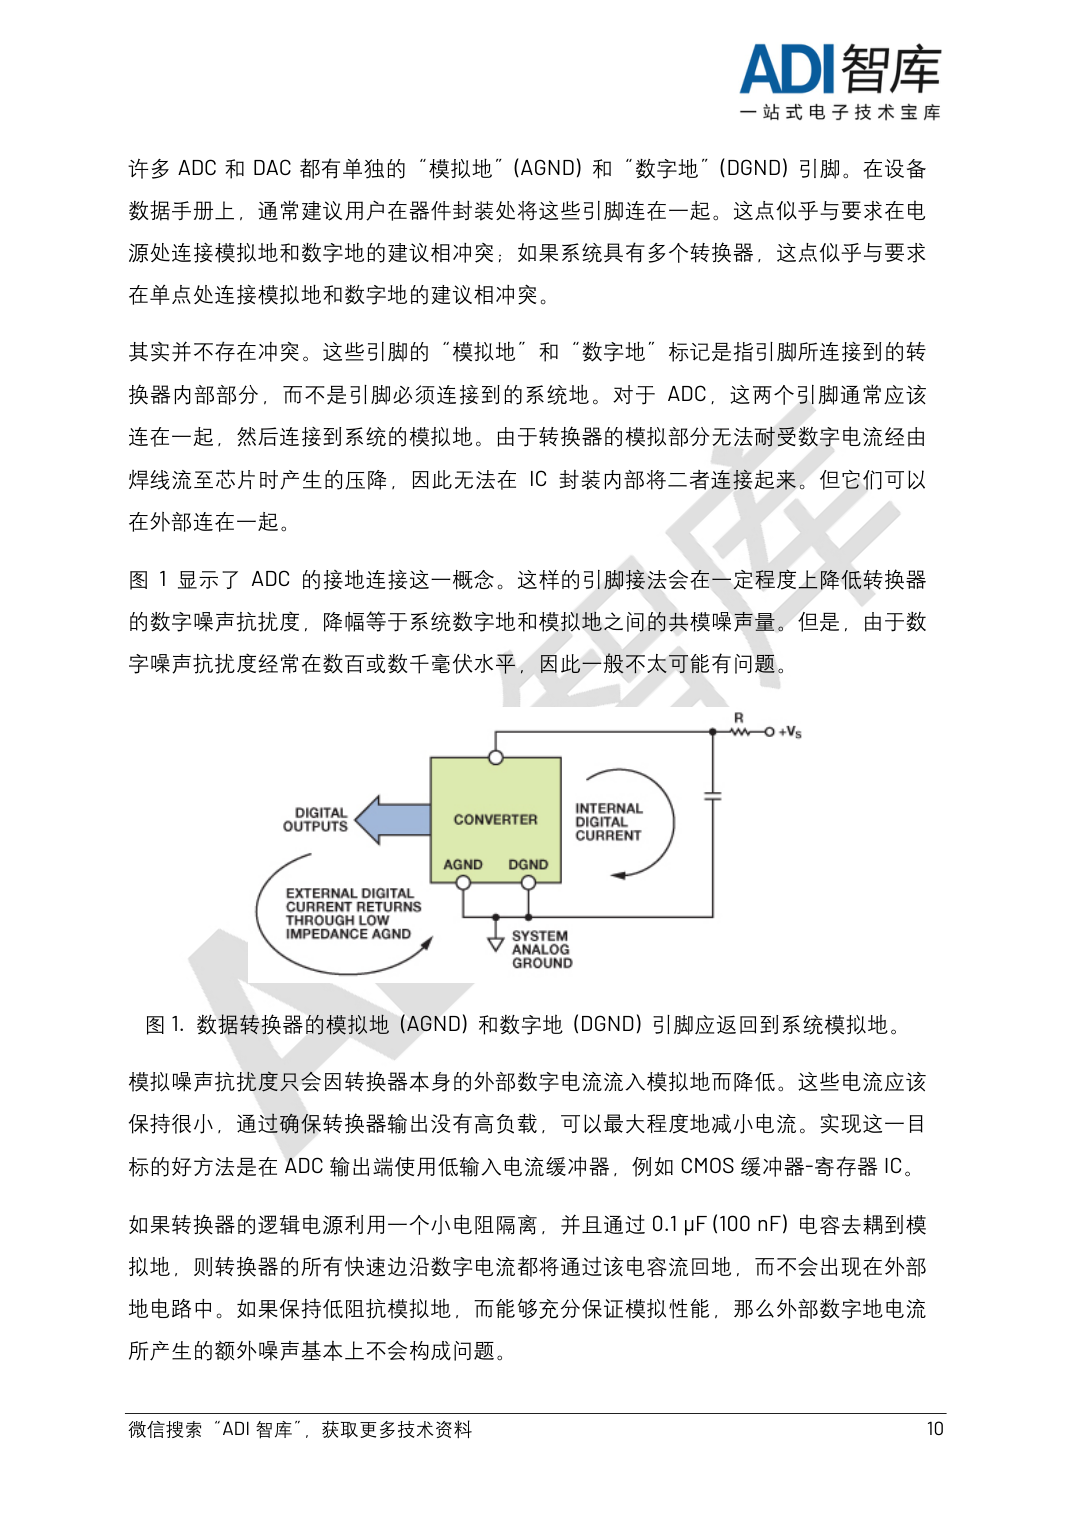 ADI智库
一站式电子技术宝库
许多 ADC 和 DAC 都有单独的“模拟地”(AGND) 和“数字地”(DGND) 引脚。在设备
数据手册上，通常建议用户在器件封装处将这些引脚连在一起。这点似乎与要求在电
源处连接模拟地和数字地的建议相冲突；如果系统具有多个转换器，这点似乎与要求
在单点处连接模拟地和数字地的建议相冲突。
其实并不存在冲突。这些引脚的“模拟地”和“数字地”标记是指引脚所连接到的转
换器内部部分，而不是引脚必须连接到的系统地。对于 ADC，这两个引脚通常应该
连在一起，然后连接到系统的模拟地。由于转换器的模拟部分无法耐受数字电流经由
焊线流至芯片时产生的压降，因此无法在 IC 封装内部将二者连接起来。但它们可以
在外部连在一起。
图 1 显示了 ADC 的接地连接这一概念。这样的引脚接法会在一定程度上降低转换器
的数字噪声抗扰度，降幅等于系统数字地和模拟地之间的共模噪声量。但是，由于数
字噪声抗扰度经常在数百或数千毫伏水平，因此一般不太可能有问题。
R
+VS
DIGITAL
OUTPUTS
CONVERTER
INTERNAL
DIGITAL
CURRENT
AGND DGND
EXTERNAL DIGITAL
CURRENT RETURNS
THROUGH LOW
IMPEDANCE AGND
SYSTEM
ANALOG
GROUND
图 1. 数据转换器的模拟地 (AGND) 和数字地 (DGND) 引脚应返回到系统模拟地。
模拟噪声抗扰度只会因转换器本身的外部数字电流流入模拟地而降低。这些电流应该
保持很小，通过确保转换器输出没有高负载，可以最大程度地减小电流。实现这一目
标的好方法是在 ADC 输出端使用低输入电流缓冲器，例如 CMOS 缓冲器-寄存器 IC。
如果转换器的逻辑电源利用一个小电阻隔离，并且通过 0.1 μF (100 nF) 电容去耦到模
拟地，则转换器的所有快速边沿数字电流都将通过该电容流回地，而不会出现在外部
地电路中。如果保持低阻抗模拟地，而能够充分保证模拟性能，那么外部数字地电流
所产生的额外噪声基本上不会构成问题。
微信搜索“ADI 智库”，获取更多技术资料
10